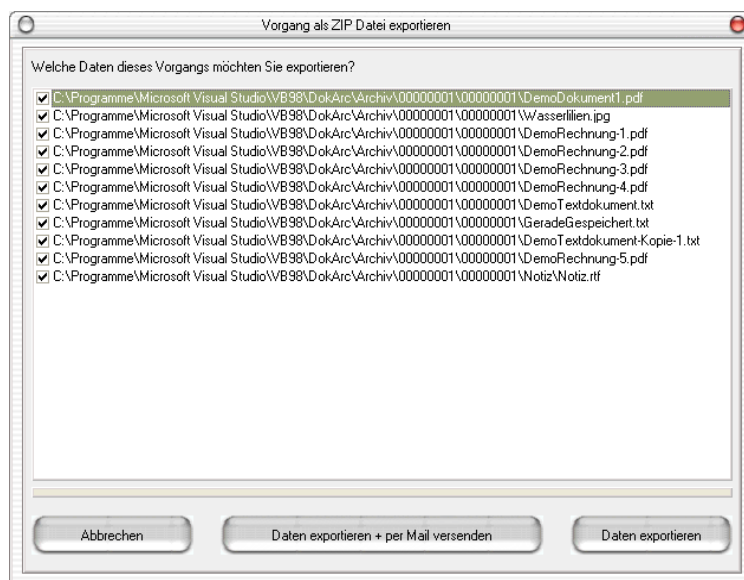 Vorgang als ZIP Datei exportieren
Welche Daten dieses Vorgangs möchten Sie exportieren?
C:\Programme\Microsoft Visual Studio\VB98\DokArc\Archiv\00000001\00000001\DemoDokument1.pdf
C:\Programme\Microsoft Visual Studio\VB98\DokArc\Archiv\00000001\00000001\Wasserlilien.jpg
C:\Programme\Microsoft Visual Studio\VB98\DokArc\Archiv\00000001\00000001\DemoRechnung-1.pdf
C:\Programme\Microsoft Visual Studio\VB98\DokArc\Archiv\00000001\00000001\DemoRechnung-2.pdf
C:\Programme\Microsoft Visual Studio\VB98\DokArc\Archiv\00000001\00000001\DemoRechnung-3.pdf
C:\Programme\Microsoft Visual Studio\VB98\DokArc\Archiv\00000001\00000001\DemoRechnung-4.pdf
C:\Programme\Microsoft Visual Studio\VB98\DokArc\Archiv\00000001\00000001\DemoTextdokument.txt
C:\Programme\Microsoft Visual Studio\VB98\DokArc\Archiv\00000001\00000001\GeradeGespeichert.txt
C:\Programme\Microsoft Visual Studio\VB98\DokArc\Archiv\00000001\00000001\DemoTextdokument-Kopie-1.txt
C:\Programme\Microsoft Visual Studio\VB98\DokArc\Archiv\00000001\00000001\DemoRechnung-5.pdf
C:\Programme\Microsoft Visual Studio\VB98\DokArc\Archiv\00000001\00000001\Notiz\Notiz.rtf
Abbrechen
Daten exportieren + per Mail versenden
Daten exportieren